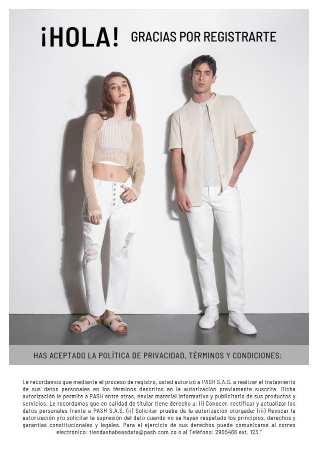 ¡HOLA! GRACIAS POR REGISTRARTE
HAS ACEPTADO LA POLÍTICA DE PRIVACIDAD, TÉRMINOS Y CONDICIONES:
Le recordamos que mediante el proceso de registro, usted autorizó a PASH S.A.S. a realizar el tratamiento
de sus datos personales en los términos descritos en la autorización previamente suscrita. Dicha
autorización le permite a PASH entre otras, enviar material informativo y publicitario de sus productos y
servicios: Le recordamos que en calidad de titular tiene derecho a: (i) Conocer, rectificar y actualizar los
datos personales frente a PASH S.A.S. (ii) Solicitar prueba de la autorización otorgada; (iii) Revocar la
autorización y/o solicitar la supresión del dato cuando no se hayan respetado los principios, derechos y
garantías constitucionales y legales. Para el ejercicio de sus derechos puede comunicarse al correo
electrónico: tiendashabeasdata@pash.com.co o al Teléfono: 2905466 ext. 123."